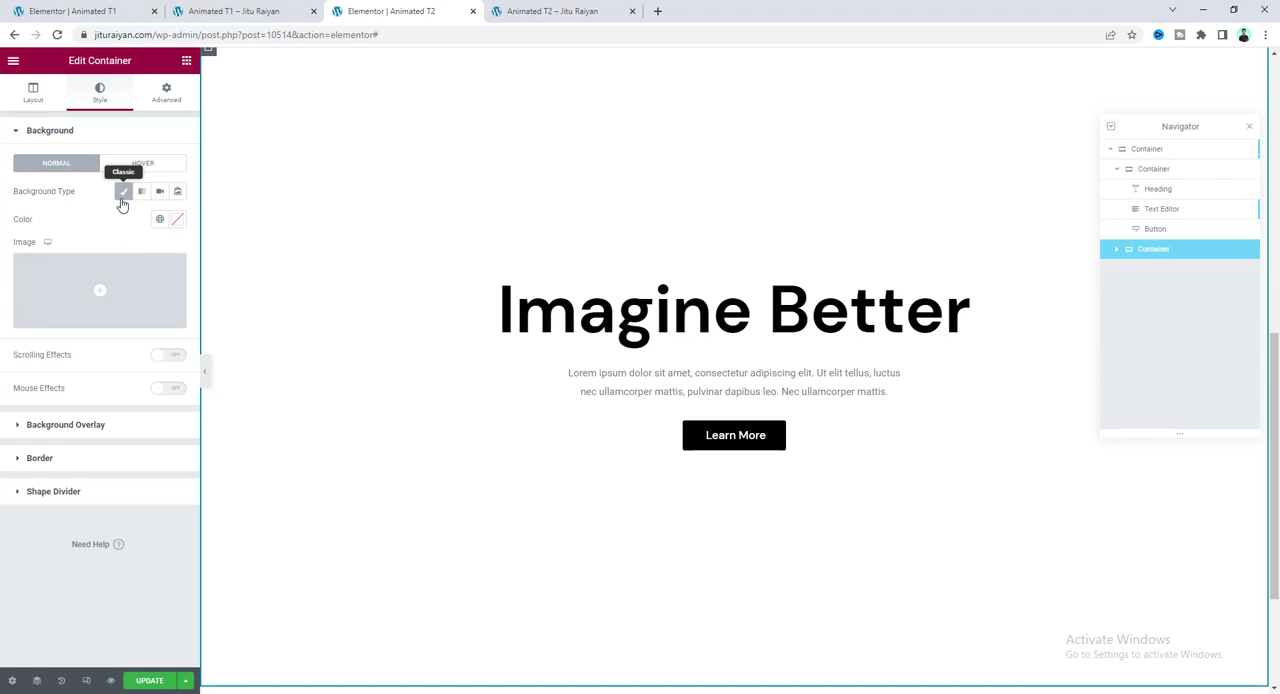 Elementor | Animated T1
Animated T1 – Jitu Raiyan
Elementor | Animated T2
Animated T2 – Jitu Raiyan
jituraiyan.com/wp-admin/post.php?post=10514&action=elementor#
Edit Container
Layout
Style
Advanced
Background
NORMAL
HOVER
Classic
Background Type
Color
Image
Scrolling Effects
OFF
Mouse Effects
OFF
Background Overlay
Border
Shape Divider
Need Help
UPDATE
Imagine Better
Lorem ipsum dolor sit amet, consectetur adipiscing elit. Ut elit tellus, luctus
nec ullamcorper mattis, pulvinar dapibus leo. Nec ullamcorper mattis.
Learn More
Navigator
Container
Container
Heading
Text Editor
Button
Container
Activate Windows
Go to Settings to activate Windows.